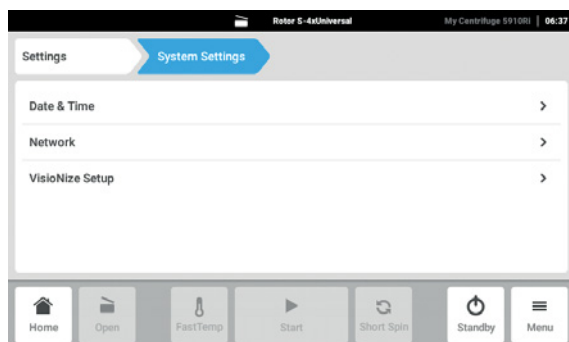 Rotor S-4xUniversal My Centrifuge 5910Ri 06:37
Settings System Settings
Date & Time
Network
VisioNize Setup
Home Open FastTemp Start Short Spin Standby Menu